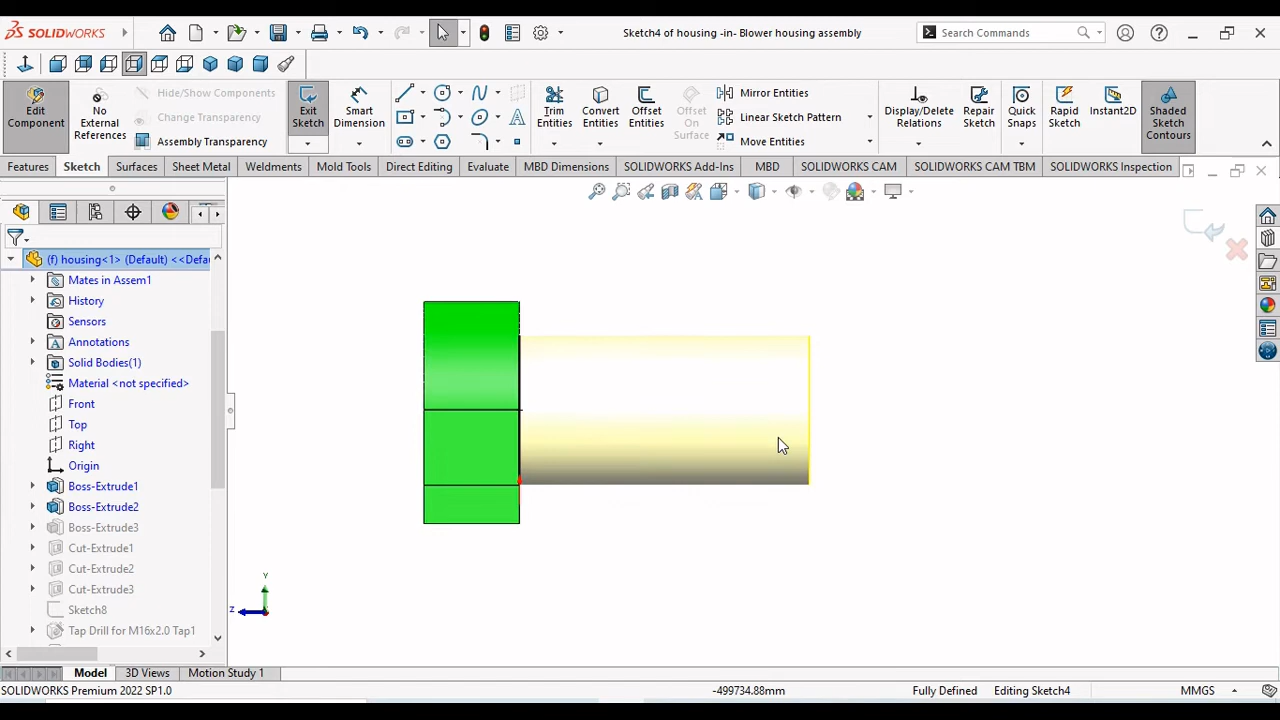 SOLIDWORKS
Sketch4 of housing -in- Blower housing assembly
Search Commands
Edit Component
No External References
Hide/Show Components
Change Transparency
Assembly Transparency
Exit Sketch
Smart Dimension
Trim Entities
Convert Entities
Offset Entities
Offset On Surface
Mirror Entities
Linear Sketch Pattern
Move Entities
Display/Delete Relations
Repair Sketch
Quick Snaps
Rapid Sketch
Instant2D
Shaded Sketch Contours
Features
Sketch
Surfaces
Sheet Metal
Weldments
Mold Tools
Direct Editing
Evaluate
MBD Dimensions
SOLIDWORKS Add-Ins
MBD
SOLIDWORKS CAM
SOLIDWORKS CAM TBM
SOLIDWORKS Inspection
(f) housing<1> (Default) <<Defau
Mates in Assem1
History
Sensors
Annotations
Solid Bodies(1)
Material <not specified>
Front
Top
Right
Origin
Boss-Extrude1
Boss-Extrude2
Boss-Extrude3
Cut-Extrude1
Cut-Extrude2
Cut-Extrude3
Sketch8
Tap Drill for M16x2.0 Tap1
Y
Z
Model
3D Views
Motion Study 1
SOLIDWORKS Premium 2022 SP1.0
-499734.88mm
Fully Defined
Editing Sketch4
MMGS